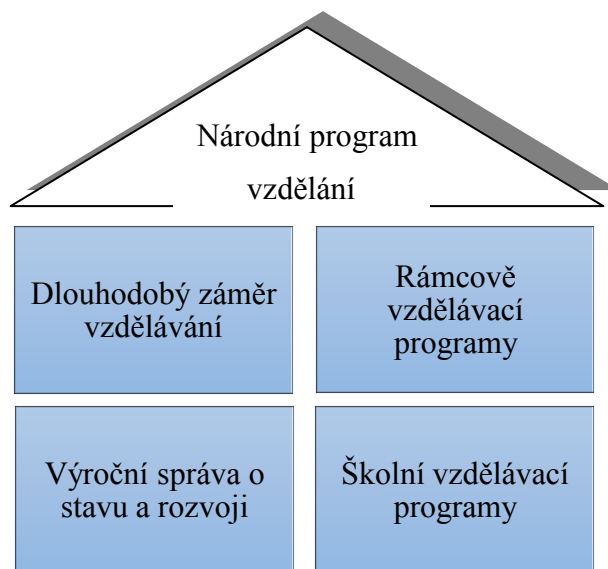 Národní program
vzdělání
Dlouhodobý záměr
vzdělávání
Rámcově
vzdělávací
programy
Výroční správa o
stavu a rozvoji
Školní vzdělávací
programy